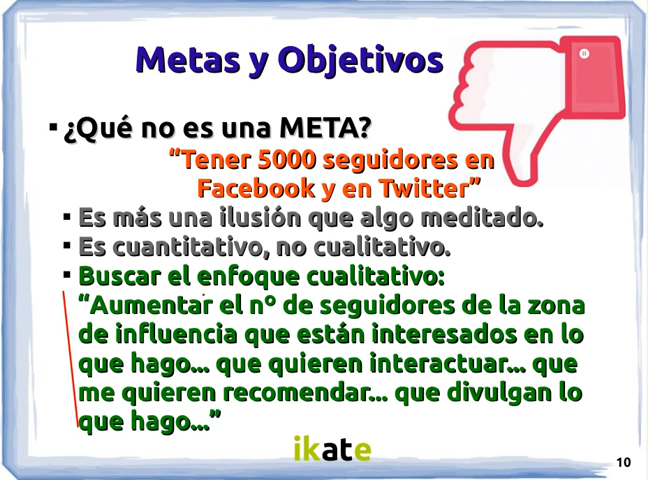 Metas y Objetivos
▪ ¿Qué no es una META?
“Tener 5000 seguidores en
Facebook y en Twitter”
▪ Es más una ilusión que algo meditado.
▪ Es cuantitativo, no cualitativo.
▪ Buscar el enfoque cualitativo:
“Aumentar el nº de seguidores de la zona
de influencia que están interesados en lo
que hago... que quieren interactuar... que
me quieren recomendar... que divulgan lo
que hago...”
ikate
10